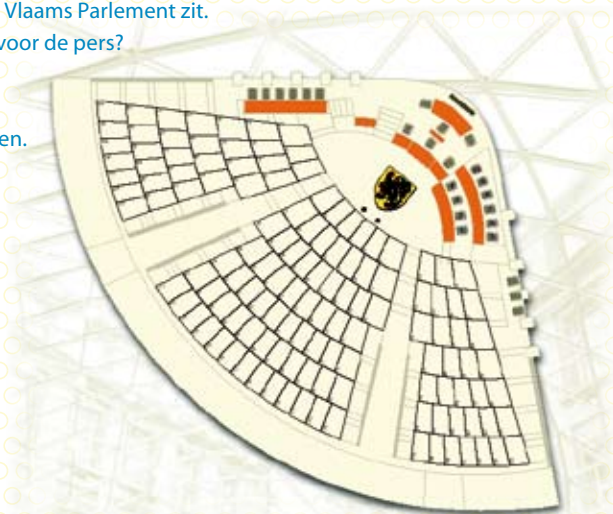 Vlaams Parlement zit.
voor de pers?
en.